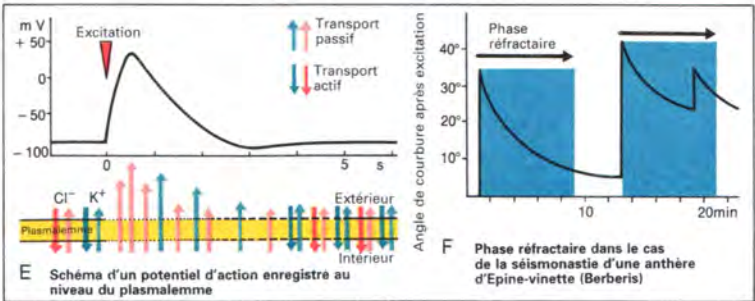 m V
+ 50
0
– 50
– 100
Excitation
Transport
passif
Transport
actif
0
5
s
Cl⁻ K⁺
Extérieur
Plasmalemme
Intérieur
E Schéma d'un potentiel d'action enregistré au
niveau du plasmalemme
Angle de courbure après excitation
40°
30°
20°
10°
Phase
réfractaire
10
20min
F Phase réfractaire dans le cas
de la séismonastie d'une anthère
d'Epine-vinette (Berberis)